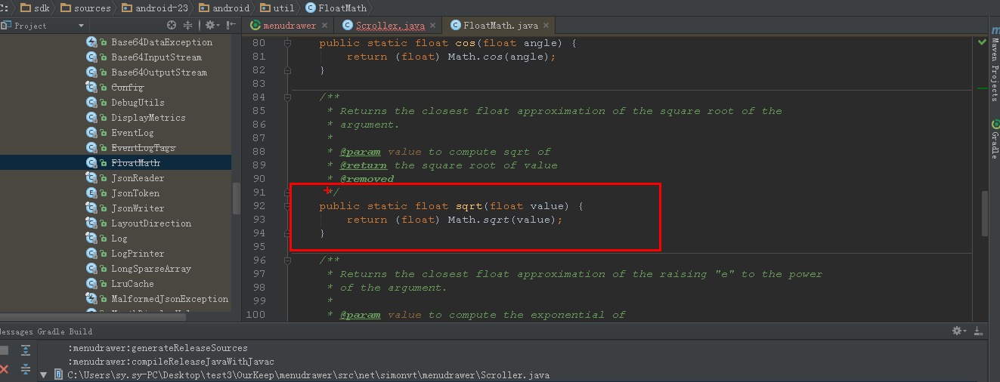 C: sdk sources android-23 android util FloatMath
Project
menudrawer Scroller.java FloatMath.java
Base64DataException
Base64InputStream
Base64OutputStream
Config
DebugUtils
DisplayMetrics
EventLog
EventLogTags
FloatMath
JsonReader
JsonToken
JsonWriter
LayoutDirection
Log
LogPrinter
LongSparseArray
LruCache
MalformedJsonException
80 public static float cos(float angle) {
81 return (float) Math.cos(angle);
82 }
83
84 /**
85 * Returns the closest float approximation of the square root of the
86 * argument.
87 *
88 * @param value to compute sqrt of
89 * @return the square root of value
90 * @removed
91 */
92 public static float sqrt(float value) {
93 return (float) Math.sqrt(value);
94 }
95
96 /**
97 * Returns the closest float approximation of the raising "e" to the power
98 * of the argument.
99 *
100 * @param value to compute the exponential of
Maven Projects
Gradle
Messages Gradle Build
:menudrawer:generateReleaseSources
:menudrawer:compileReleaseJavaWithJavac
C:\Users\sy.sy-PC\Desktop\test3\OurKeep\menudrawer\src\net\simonvt\menudrawer\Scroller.java